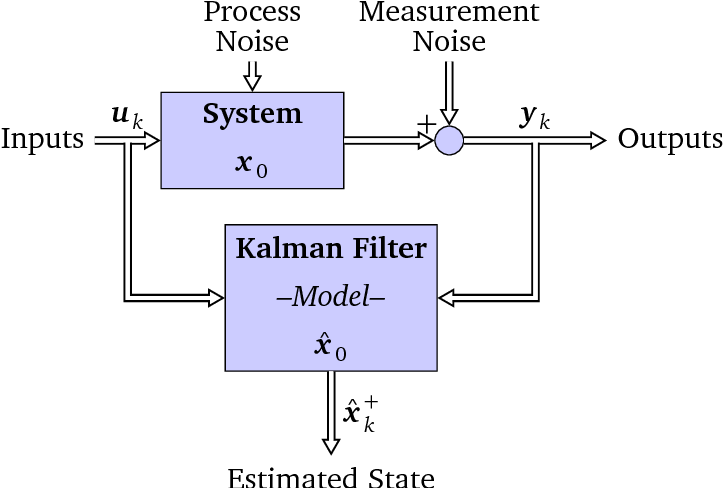 Process Noise
Measurement Noise
Inputs
u_k
System
x_0
+
y_k
Outputs
Kalman Filter
–Model–
x̂_0
x̂_k^+
Estimated State